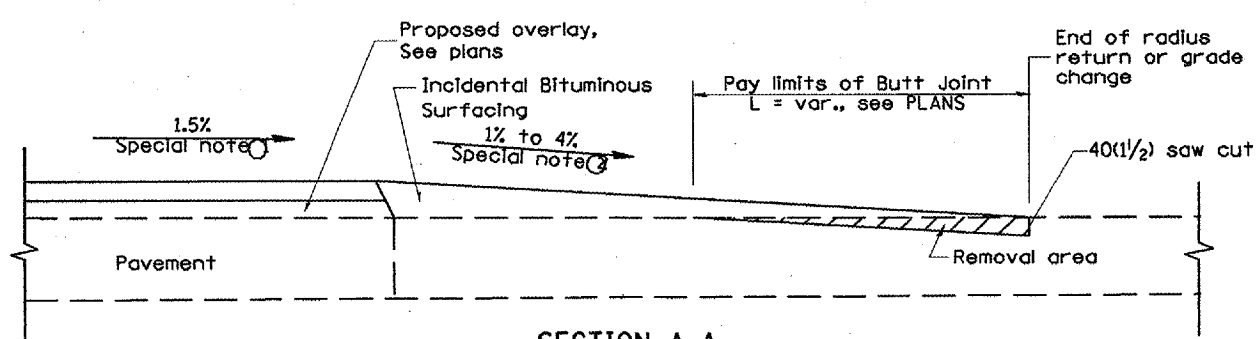 Proposed overlay,
See plans
End of radius
return or grade
change
Incidental Bituminous
Surfacing
Pay limits of Butt Joint
L = var., see PLANS
1.5%
Special note 1
1% to 4%
Special note 2
40(1½) saw cut
Pavement
Removal area
SECTION A-A